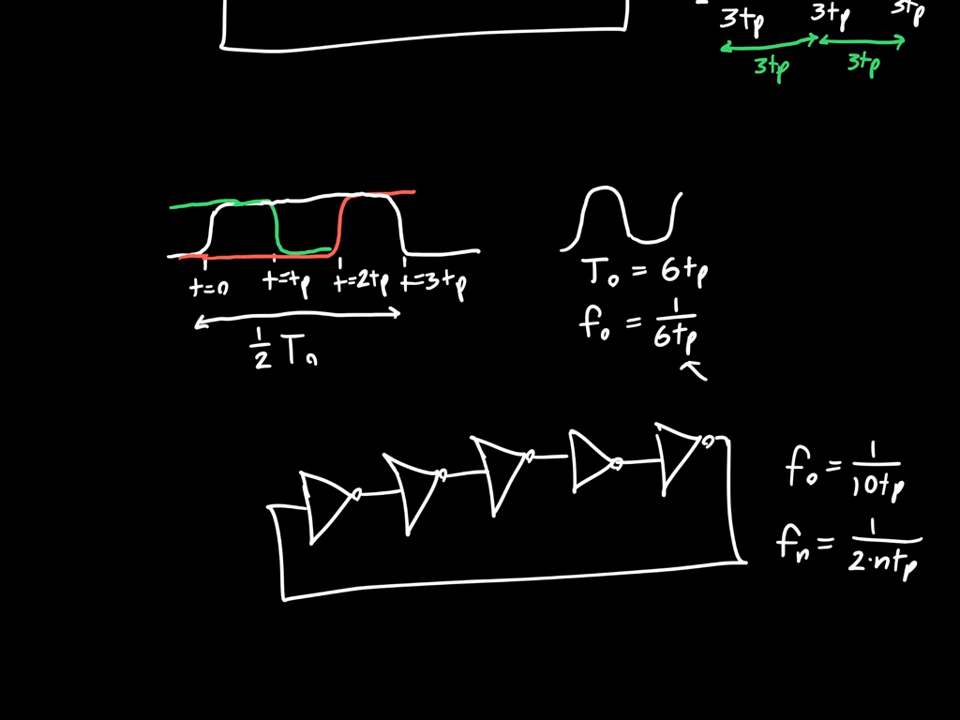 3tp 3tp 3tp
3tp 3tp
t=0 t=tp t=2tp t=3tp
1/2 T₀
T₀ = 6tp
f₀ = 1/6tp
f₀ = 1/10tp
fₙ = 1/2·ntp